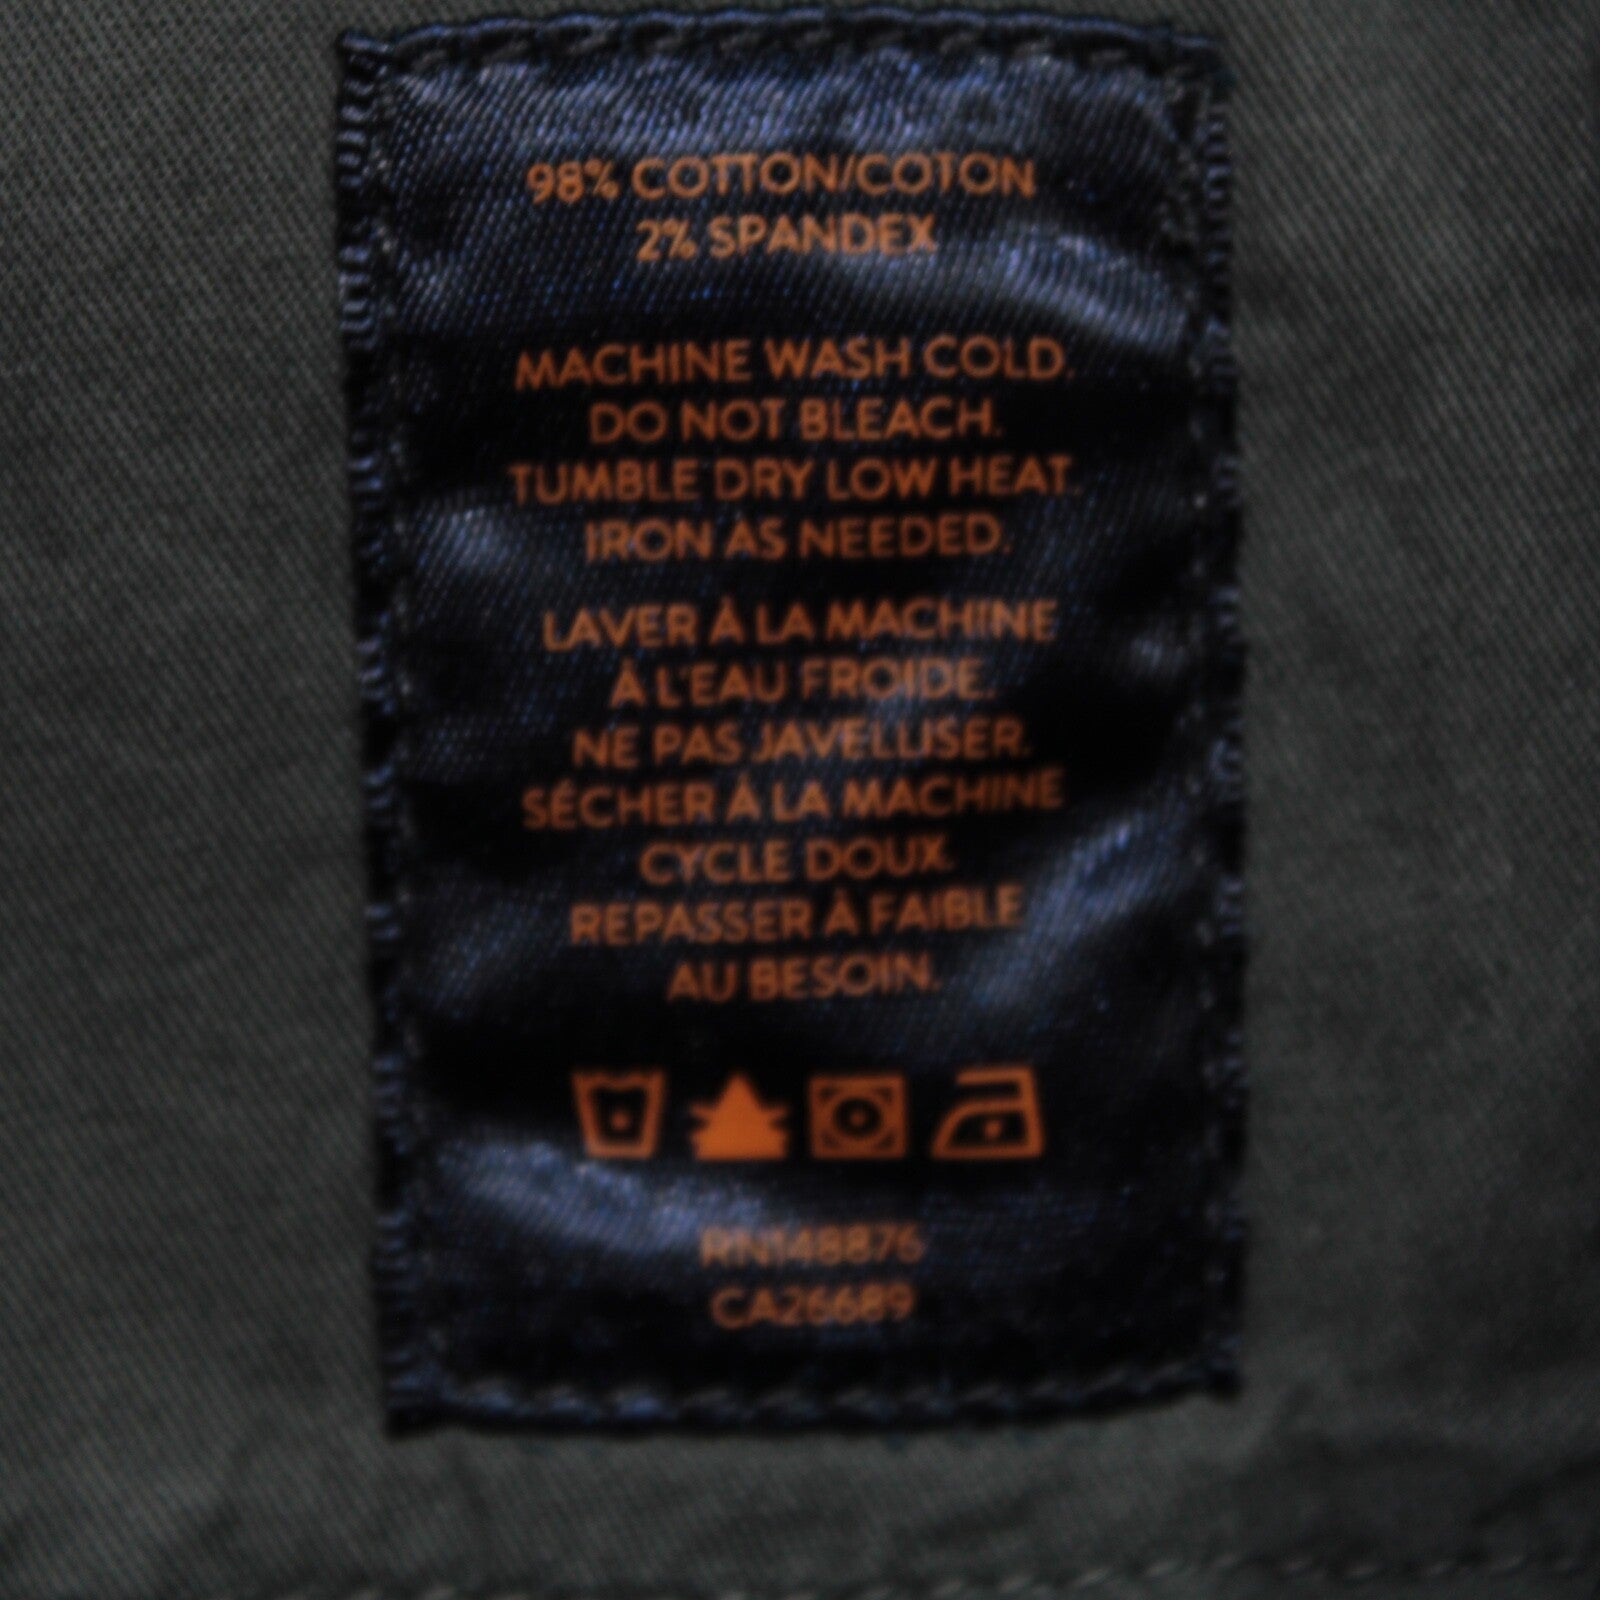 98% COTTON/COTON
2% SPANDEX
MACHINE WASH COLD.
DO NOT BLEACH.
TUMBLE DRY LOW HEAT.
IRON AS NEEDED.
LAVER À LA MACHINE
À L'EAU FROIDE.
NE PAS JAVELLISER.
SÉCHER À LA MACHINE
CYCLE DOUX.
REPASSER À FAIBLE
AU BESOIN.
RN148876
CA26689